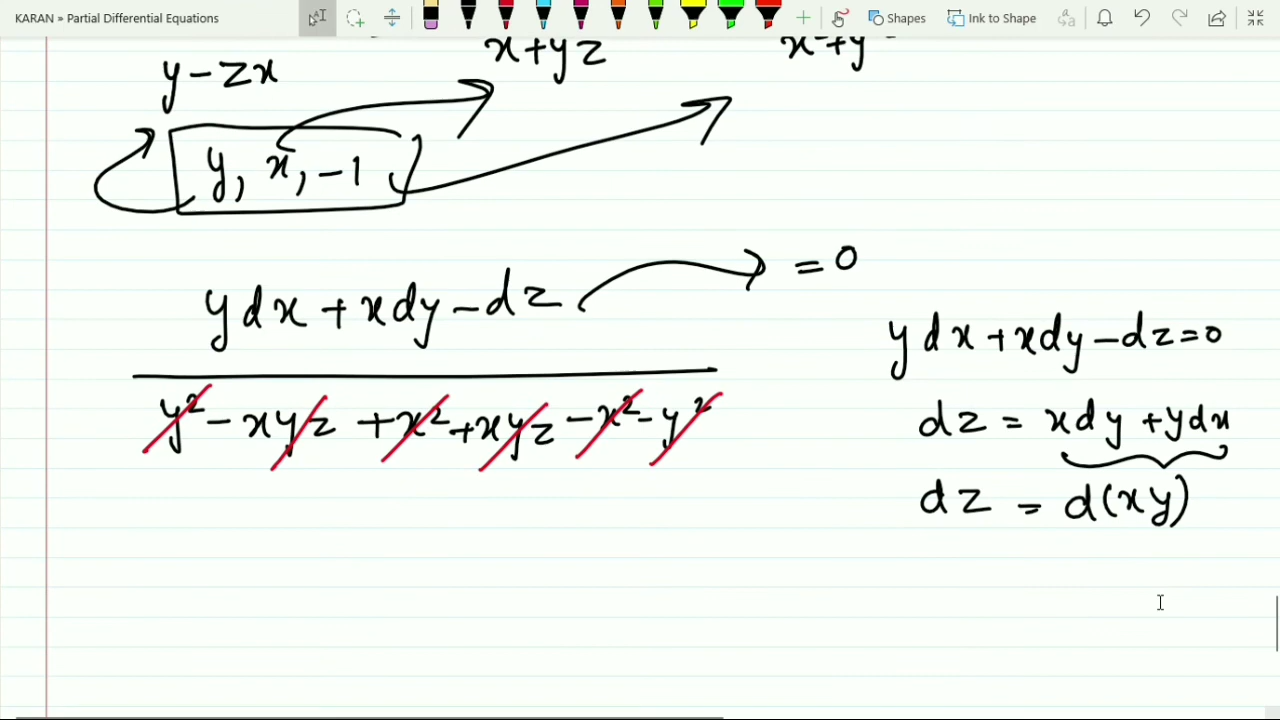 KARAN » Partial Differential Equations
Shapes
Ink to Shape
y - zx
x + yz
x² + y
y, x, -1
ydx + xdy - dz
= 0
y² - xyz + x² + xyz - x² - y²
ydx + xdy - dz = 0
dz = xdy + ydx
dz = d(xy)